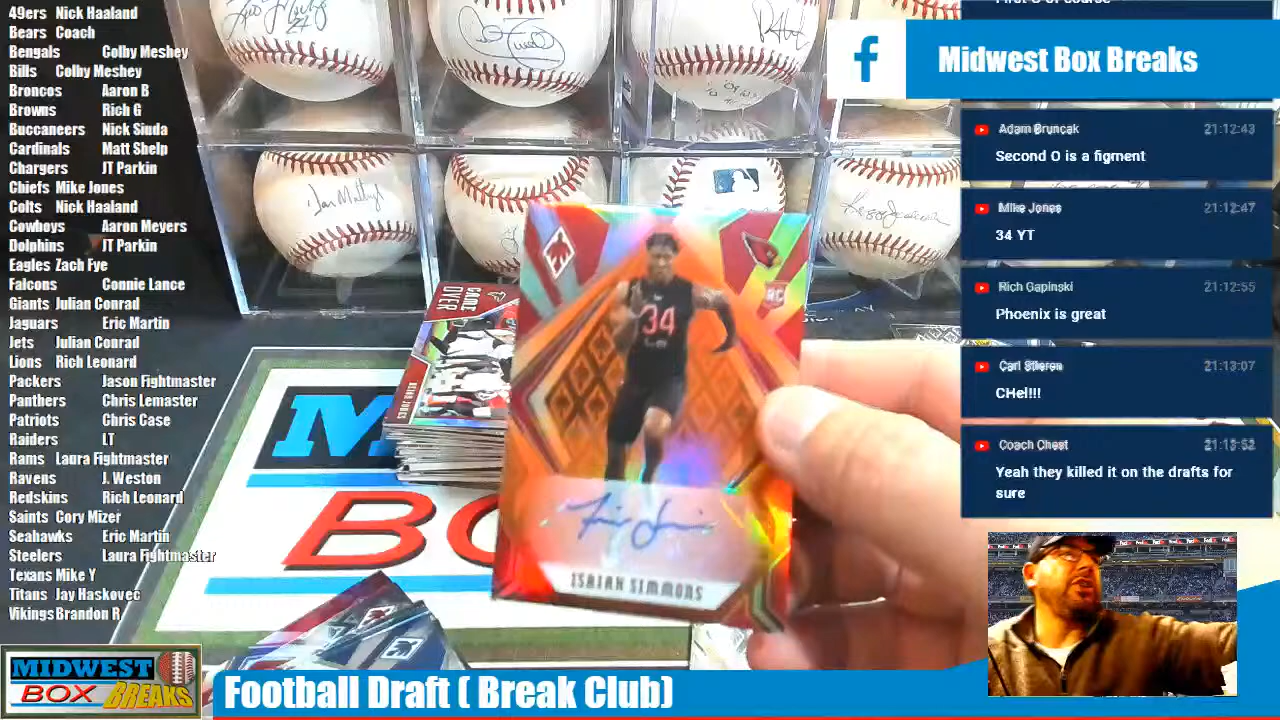 49ers Nick Haaland
Bears Coach
Bengals Colby Meshey
Bills Colby Meshey
Broncos Aaron B
Browns Rich G
Buccaneers Nick Siuda
Cardinals Matt Shelp
Chargers JT Parkin
Chiefs Mike Jones
Colts Nick Haaland
Cowboys Aaron Meyers
Dolphins JT Parkin
Eagles Zach Fye
Falcons Connie Lance
Giants Julian Conrad
Jaguars Eric Martin
Jets Julian Conrad
Lions Rich Leonard
Packers Jason Fightmaster
Panthers Chris Lemaster
Patriots Chris Case
Raiders LT
Rams Laura Fightmaster
Ravens J. Weston
Redskins Rich Leonard
Saints Cory Mizer
Seahawks Eric Martin
Steelers Laura Fightmaster
Texans Mike Y
Titans Jay Haskovec
Vikings Brandon R
MIDWEST
BOX BREAKS
Football Draft ( Break Club)
GAME
OVER
RC
34
ISAIAH SIMMONS
Midwest Box Breaks
Adam Bruncak 21:12:43
Second O is a figment
Mike Jones 21:12:47
34 YT
Rich Gapinski 21:12:55
Phoenix is great
Carl Stieron 21:13:07
CHel!!!
Coach Chest 21:13:52
Yeah they killed it on the drafts for
sure